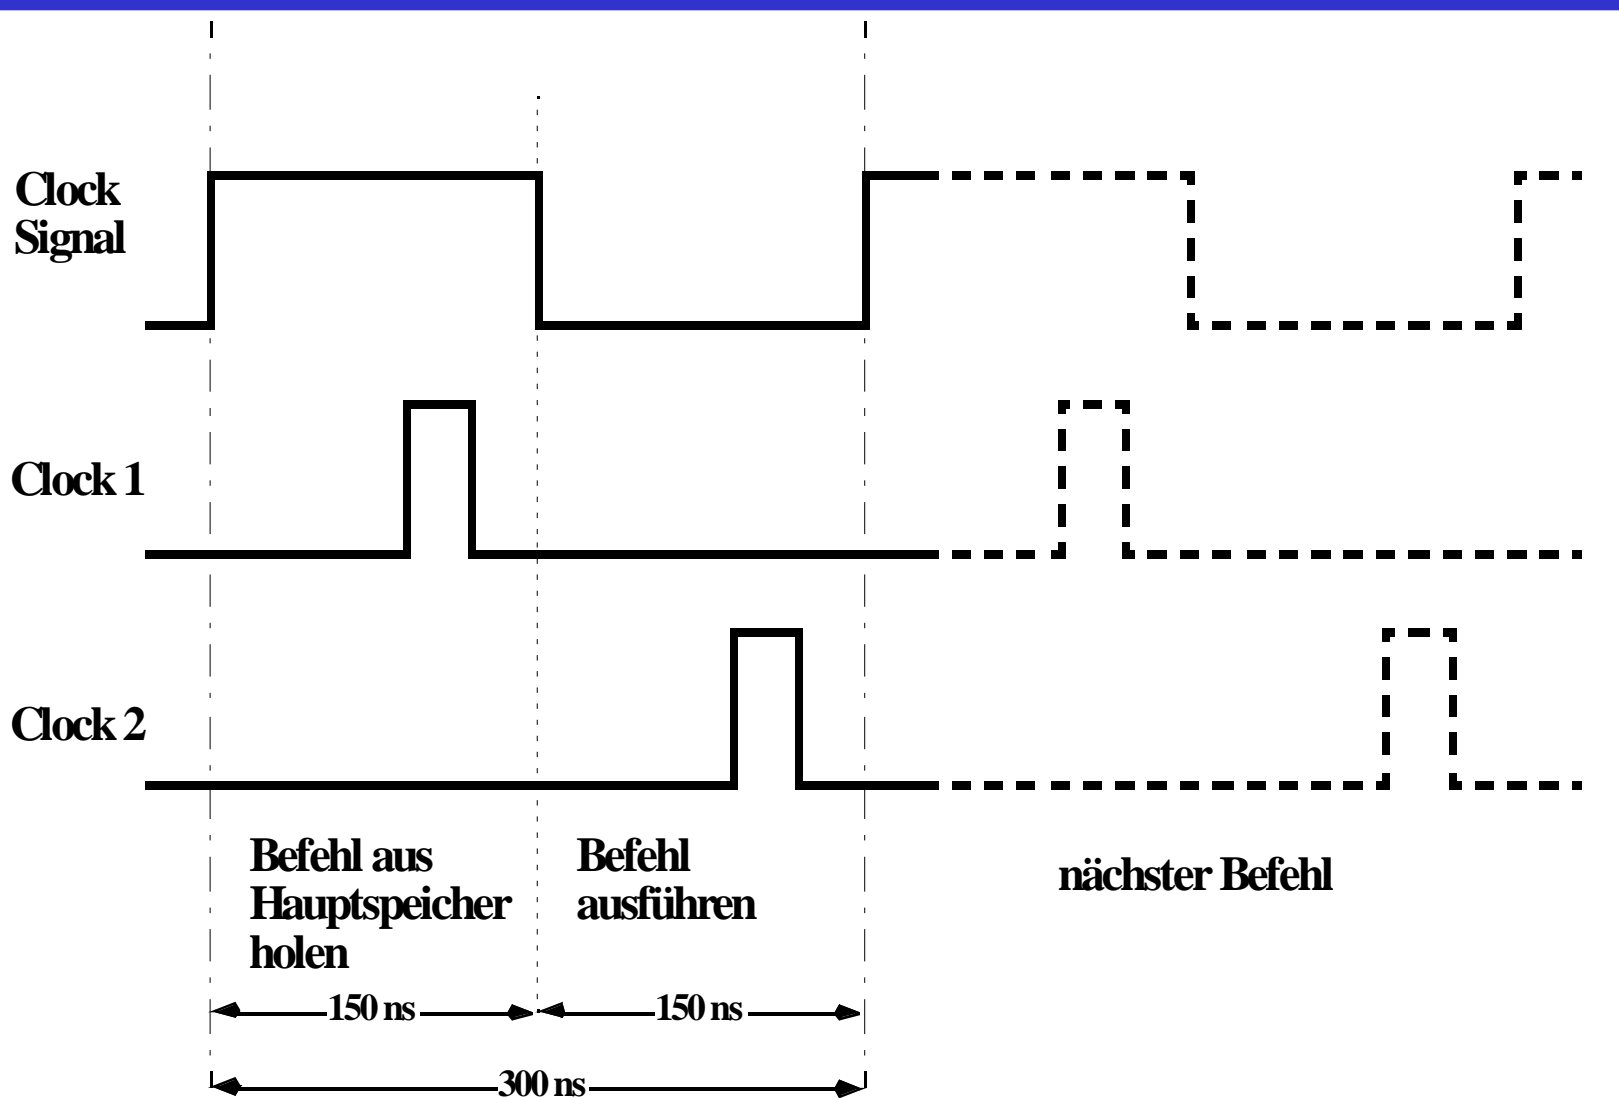 Clock
Signal
Clock 1
Clock 2
Befehl aus
Hauptspeicher
holen
Befehl
ausführen
nächster Befehl
150 ns
150 ns
300 ns